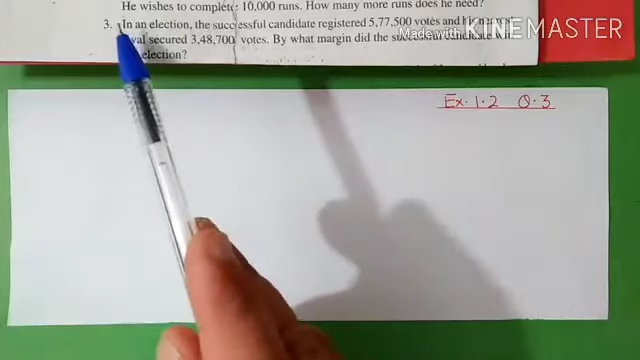 He wishes to complete 10,000 runs. How many more runs does he need?
Made with KINEMASTER
3. In an election, the successful candidate registered 5,77,500 votes and his
secured 3,48,700 votes. By what margin did the successful candidate
election?
Ex. 1.2 Q.3